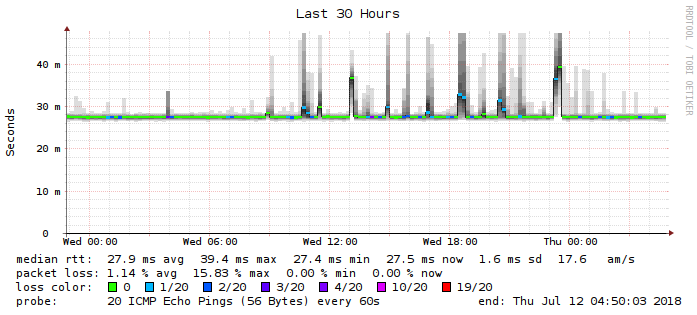 Last 30 Hours
RRDTOOL / TOBI OETIKER
Seconds
40 m
30 m
20 m
10 m
0
Wed 00:00 Wed 06:00 Wed 12:00 Wed 18:00 Thu 00:00
median rtt: 27.9 ms avg 39.4 ms max 27.4 ms min 27.5 ms now 1.6 ms sd 17.6 am/s
packet loss: 1.14 % avg 15.83 % max 0.00 % min 0.00 % now
loss color: 0 1/20 2/20 3/20 4/20 10/20 19/20
probe: 20 ICMP Echo Pings (56 Bytes) every 60s end: Thu Jul 12 04:50:03 2018